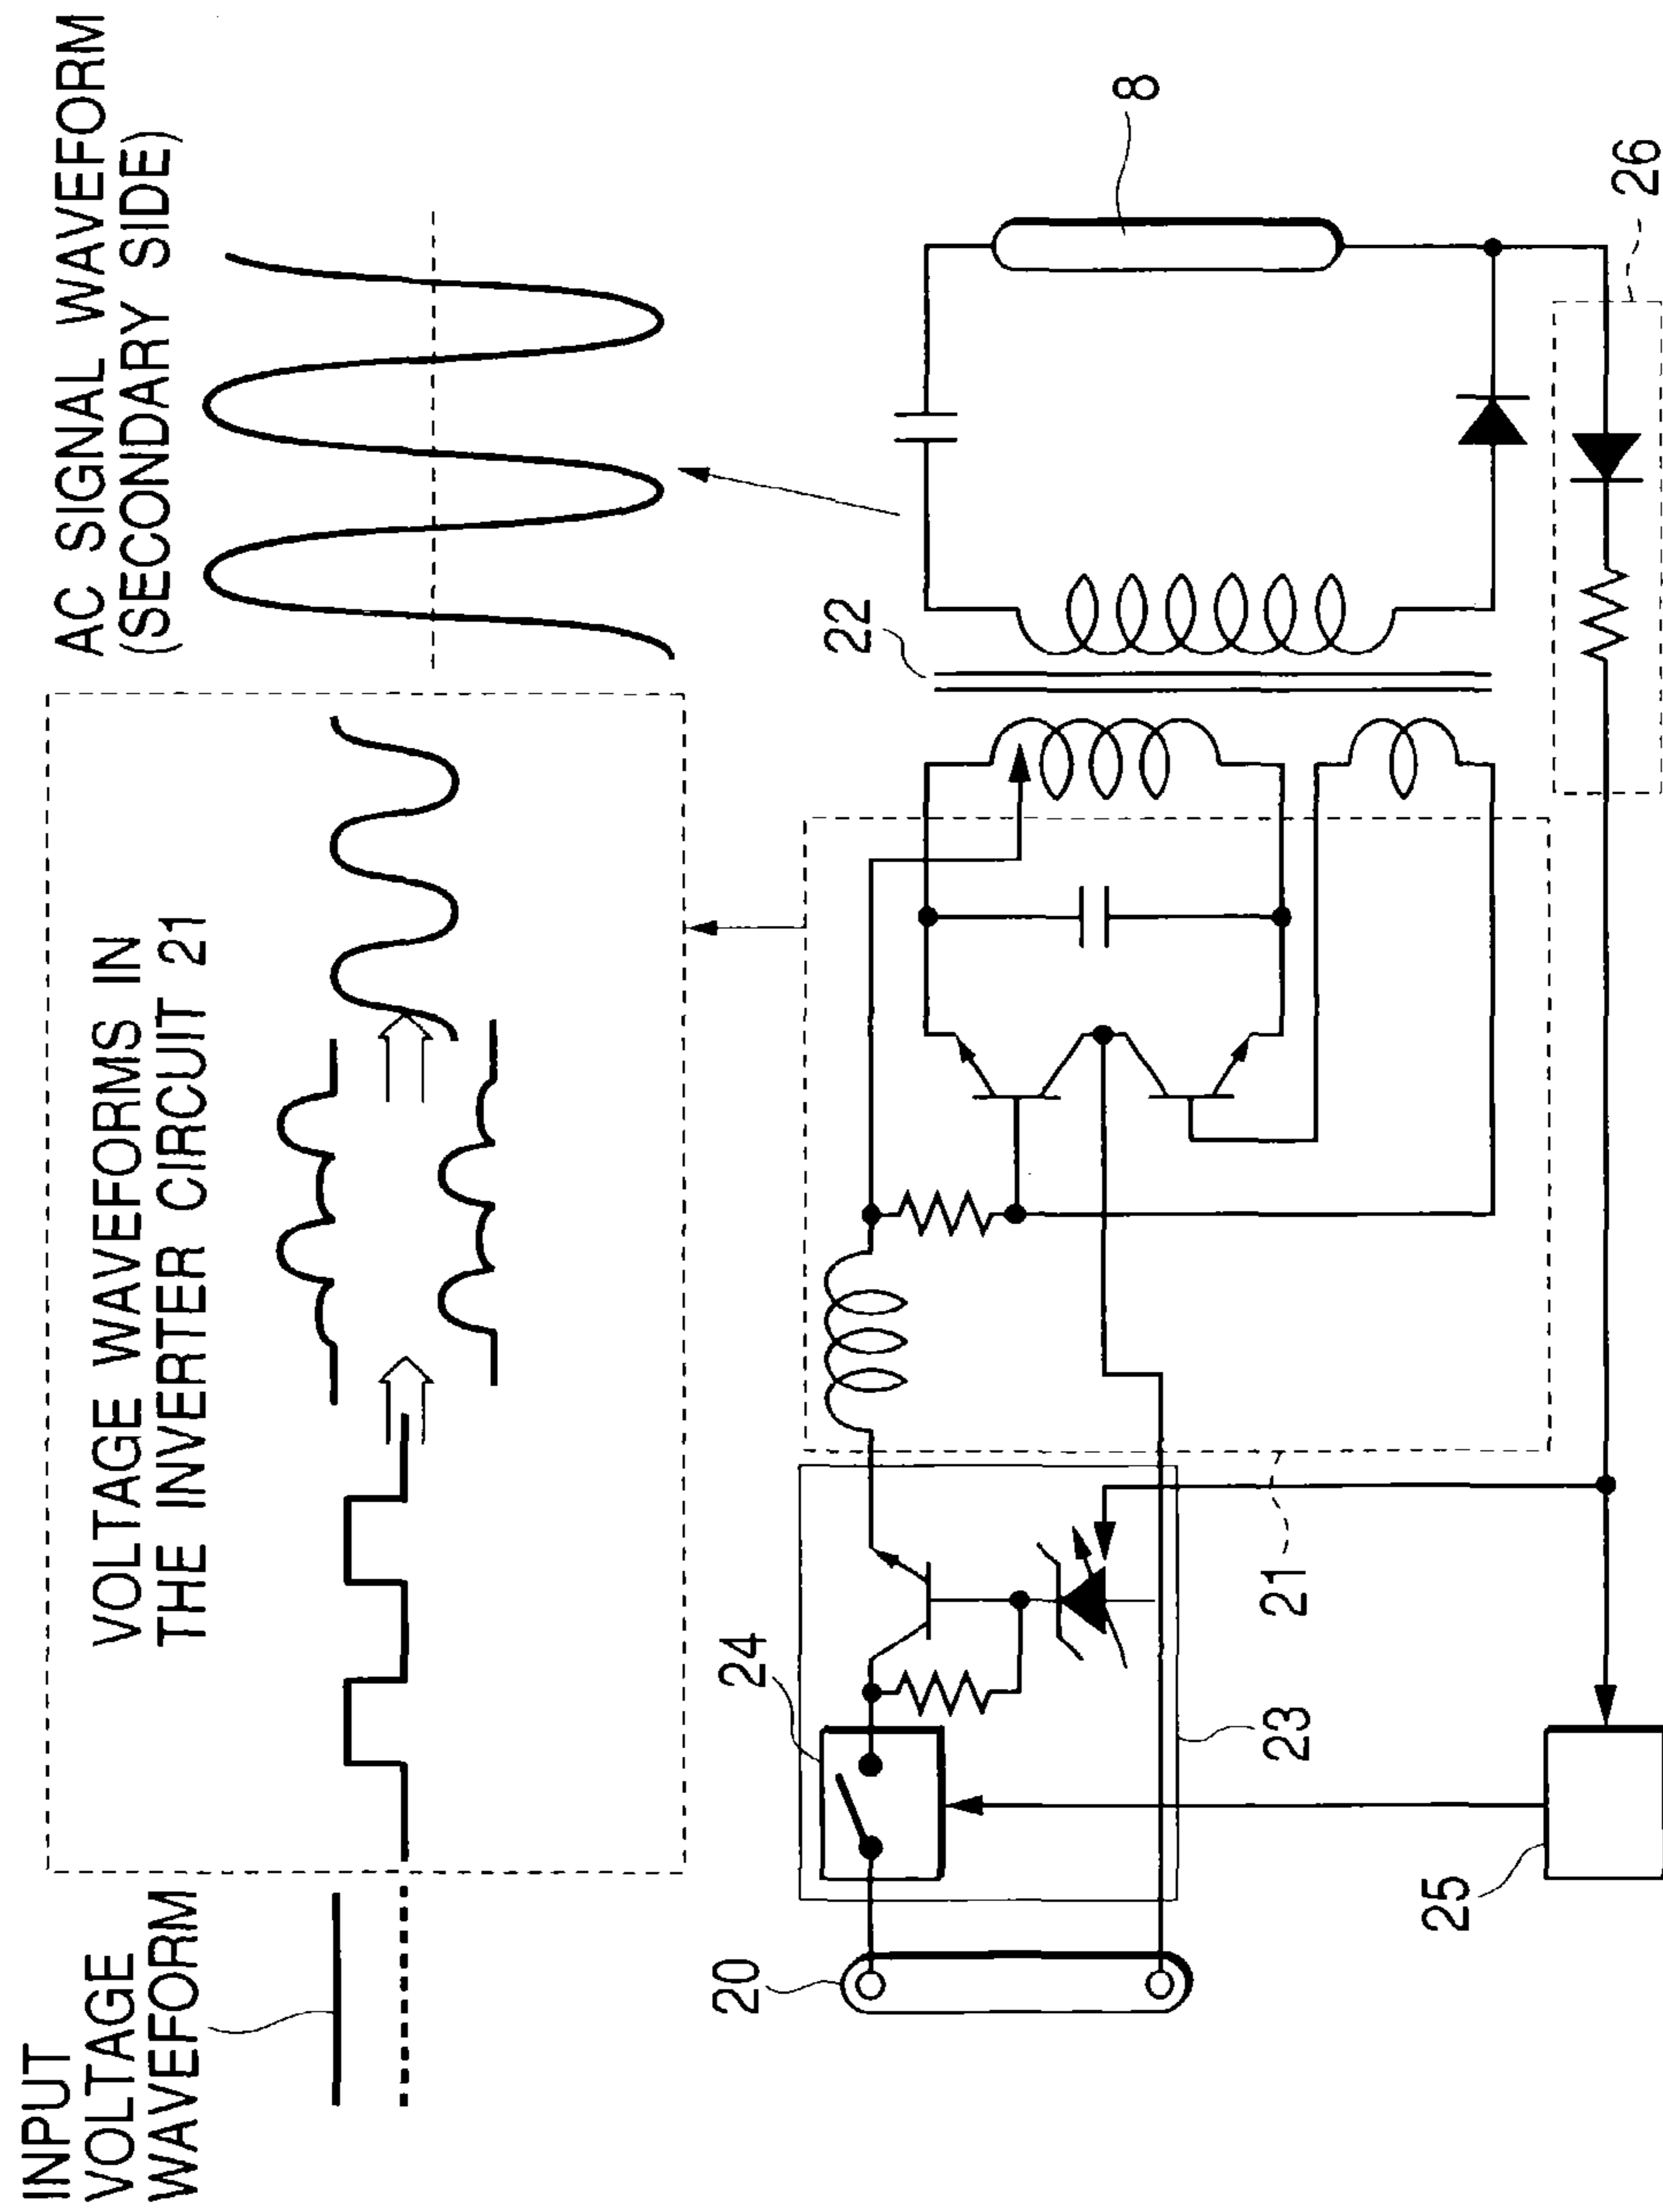 INPUT
VOLTAGE
WAVEFORM
VOLTAGE WAVEFORMS IN
THE INVERTER CIRCUIT 21
AC SIGNAL WAVEFORM
(SECONDARY SIDE)
20
24
22
8
23
21
25
26